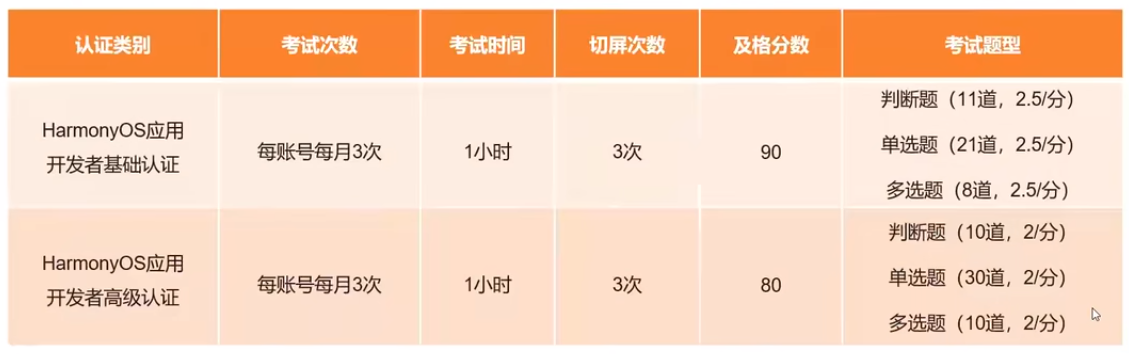 认证类别 考试次数 考试时间 切屏次数 及格分数 考试题型
HarmonyOS应用
开发者基础认证
每账号每月3次
1小时
3次
90
判断题（11道，2.5/分）
单选题（21道，2.5/分）
多选题（8道，2.5/分）
HarmonyOS应用
开发者高级认证
每账号每月3次
1小时
3次
80
判断题（10道，2/分）
单选题（30道，2/分）
多选题（10道，2/分）